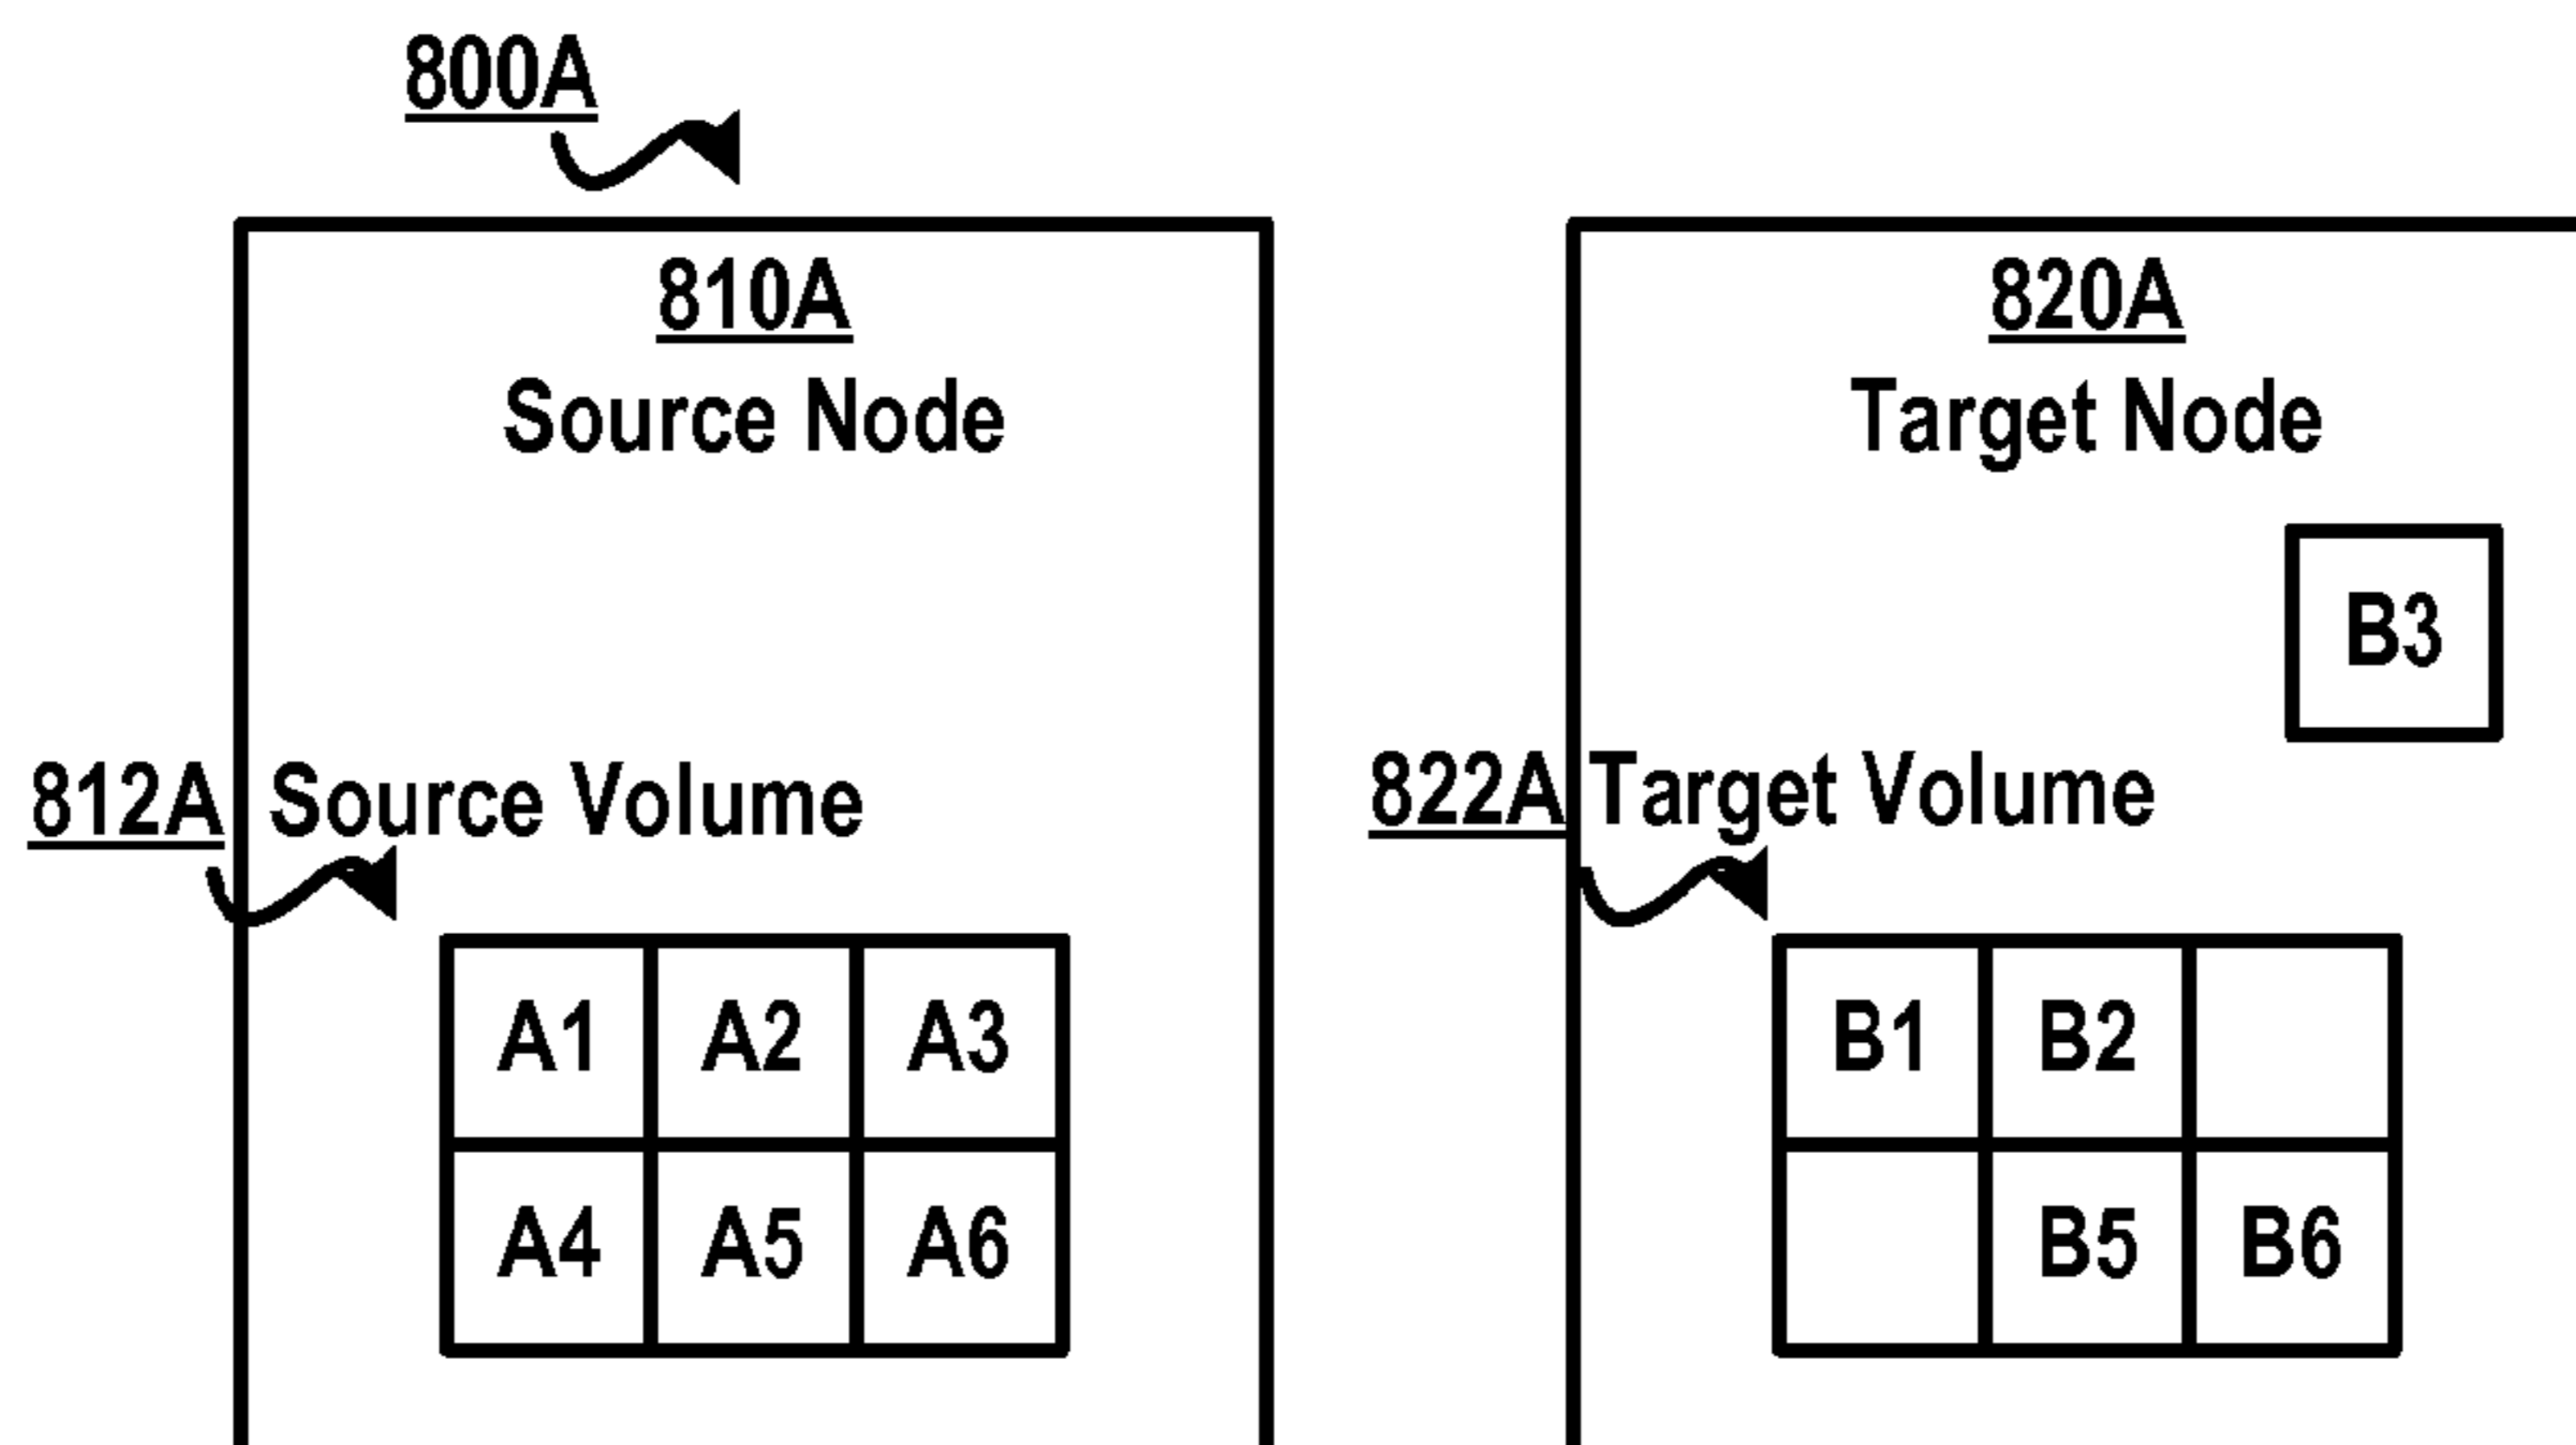 800A
810A
Source Node
812A Source Volume
A1 A2 A3
A4 A5 A6
820A
Target Node
B3
822A Target Volume
B1 B2
B5 B6